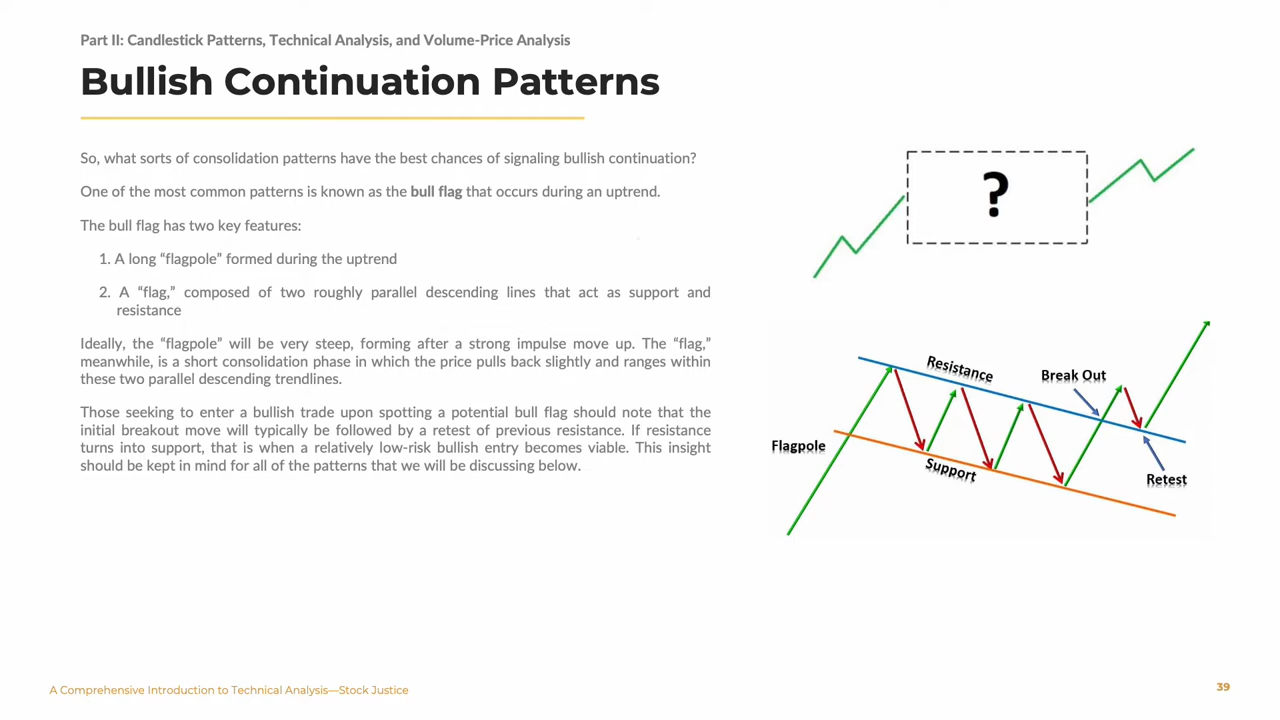 Part II: Candlestick Patterns, Technical Analysis, and Volume-Price Analysis
Bullish Continuation Patterns
So, what sorts of consolidation patterns have the best chances of signaling bullish continuation?
One of the most common patterns is known as the bull flag that occurs during an uptrend.
The bull flag has two key features:
1. A long “flagpole” formed during the uptrend
2. A “flag,” composed of two roughly parallel descending lines that act as support and
resistance
Ideally, the “flagpole” will be very steep, forming after a strong impulse move up. The “flag,”
meanwhile, is a short consolidation phase in which the price pulls back slightly and ranges within
these two parallel descending trendlines.
Those seeking to enter a bullish trade upon spotting a potential bull flag should note that the
initial breakout move will typically be followed by a retest of previous resistance. If resistance
turns into support, that is when a relatively low-risk bullish entry becomes viable. This insight
should be kept in mind for all of the patterns that we will be discussing below.
?
Resistance
Break Out
Flagpole
Support
Retest
A Comprehensive Introduction to Technical Analysis—Stock Justice
39